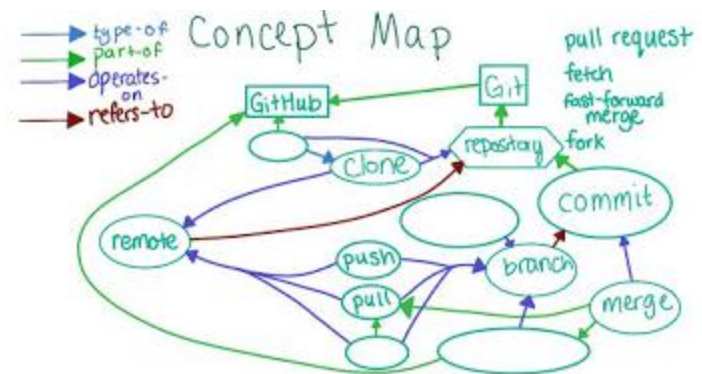 type-of
part-of
operates-
on
refers-to
Concept Map
pull request
fetch
fast-forward
merge
fork
GitHub
Git
repository
clone
commit
remote
push
branch
pull
merge